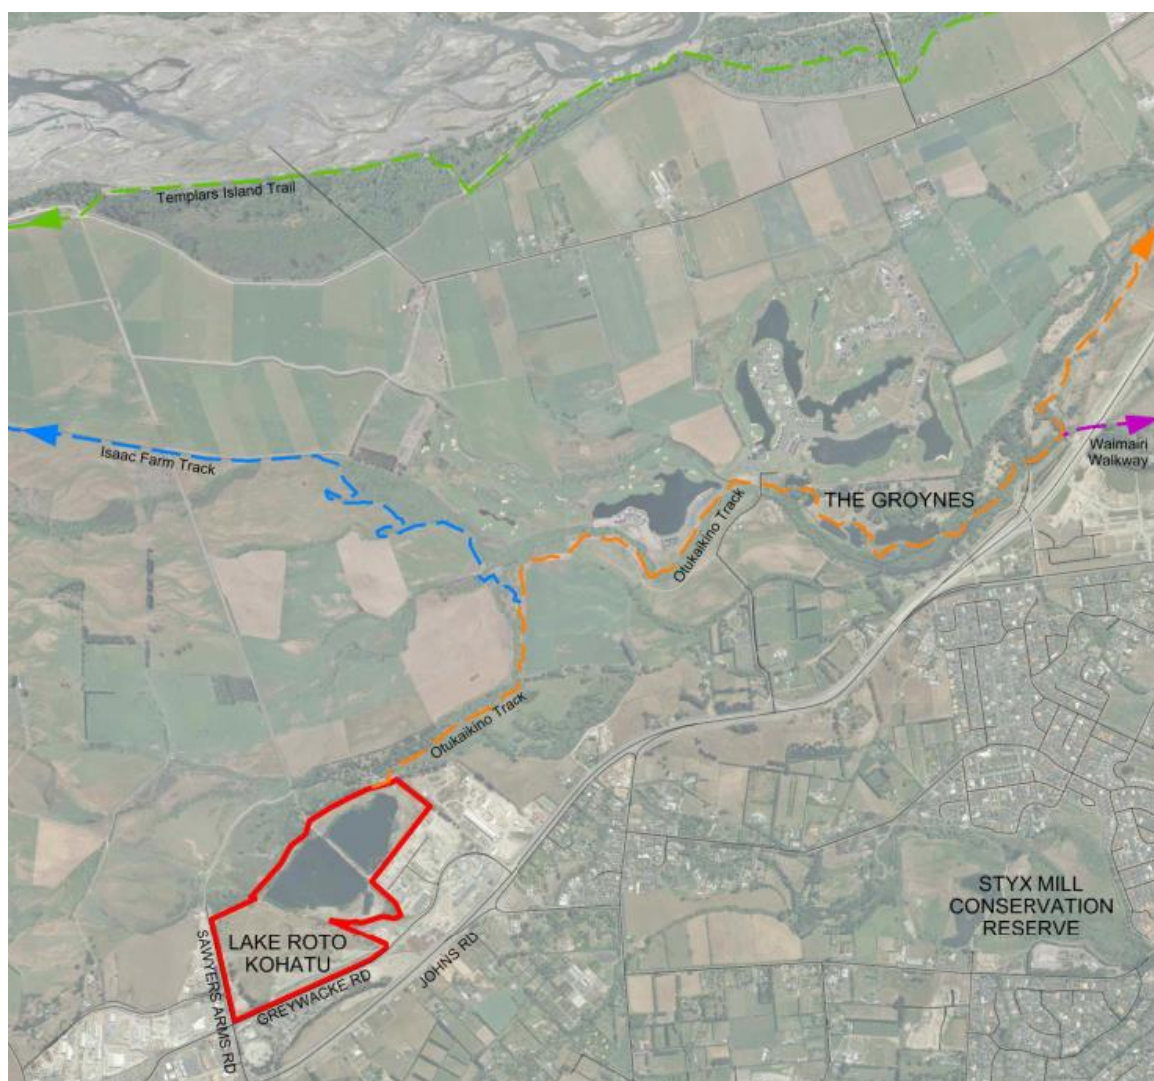 Templars Island Trail
Isaac Farm Track
Waimairi
Walkway
THE GROYNES
Otukaikino Track
Otukaikino Track
STYX MILL
CONSERVATION
RESERVE
LAKE ROTO
KOHATU
SAWYERS ARMS RD
GREYWACKE RD
JOHNS RD